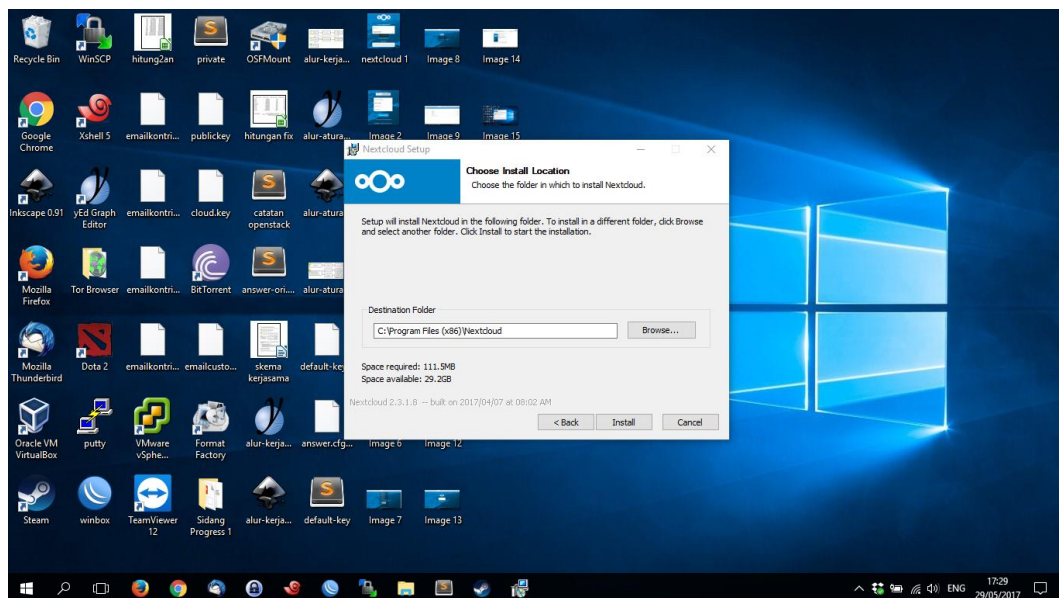 Recycle Bin
WinSCP
hitung2an
private
OSFMount
alur-kerja...
nextcloud 1
Image 8
Image 14
Google
Chrome
Xshell 5
emailkontri...
publickey
hitungan fix
alur-atura...
Image 2
Image 9
Image 15
Inkscape 0.91
yEd Graph
Editor
emailkontri...
cloud.key
catatan
openstack
alur-atura
Mozilla
Firefox
Tor Browser
emailkontri...
BitTorrent
answer-ori....
alur-atura
Mozilla
Thunderbird
Dota 2
emailkontri...
emailcusto...
skema
kerjasama
default-key
Oracle VM
VirtualBox
putty
VMware
vSphe...
Format
Factory
alur-kerja...
answer.cfg...
Image 6
Image 12
Steam
winbox
TeamViewer
12
Sidang
Progress 1
alur-kerja...
default-key
Image 7
Image 13
Nextcloud Setup
Choose Install Location
Choose the folder in which to install Nextcloud.
Setup will install Nextcloud in the following folder. To install in a different folder, click Browse
and select another folder. Click Install to start the installation.
Destination Folder
C:\Program Files (x86)\Nextcloud
Browse...
Space required: 111.5MB
Space available: 29.2GB
Nextcloud 2.3.1.8 -- built on 2017/04/07 at 08:02 AM
< Back
Install
Cancel
ENG
17:29
29/05/2017